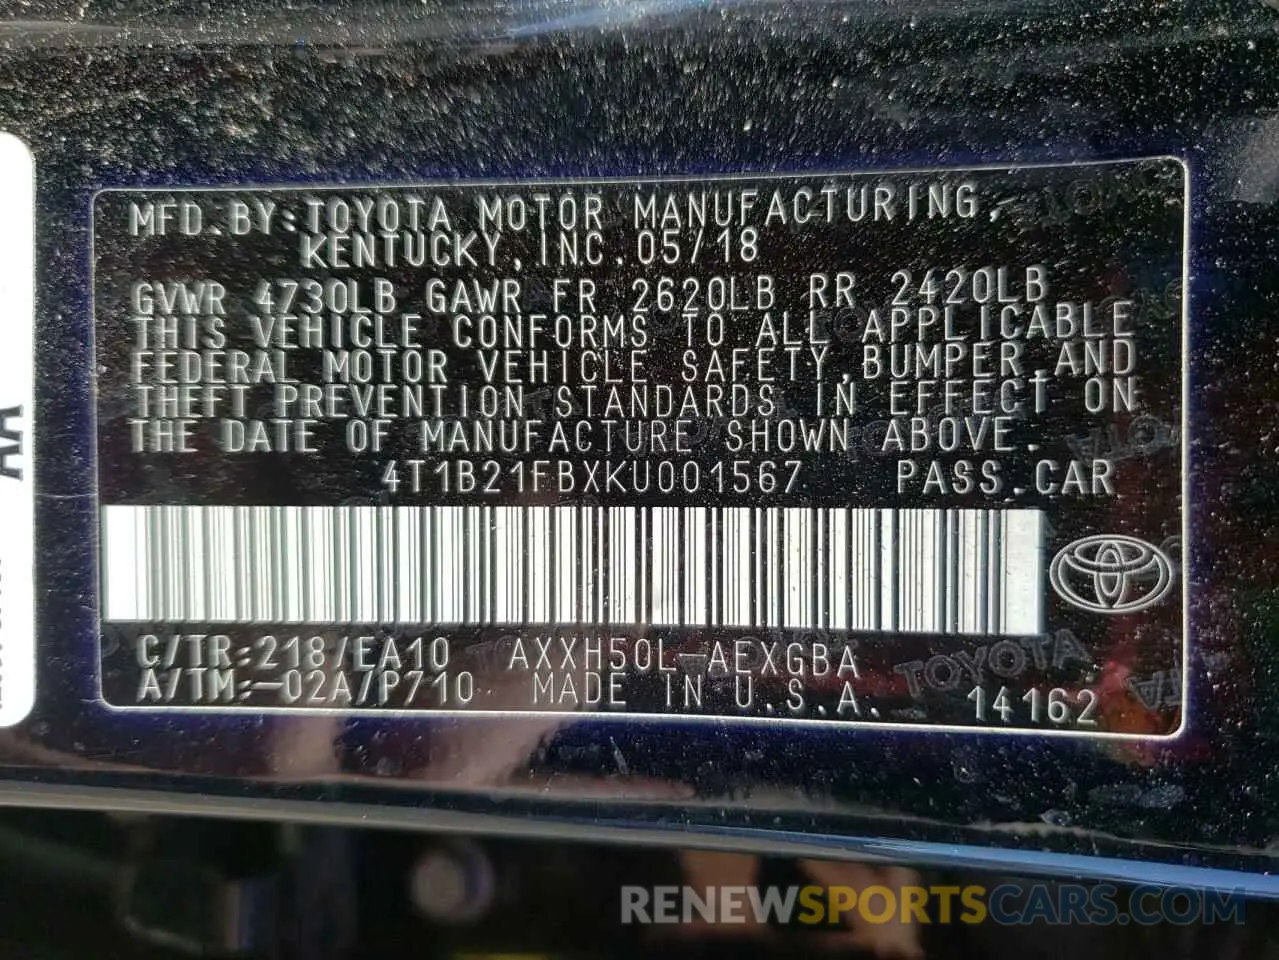 MFD.BY:TOYOTA MOTOR MANUFACTURING,
KENTUCKY,INC. 05/18
GVWR 4730LB GAWR FR 2620LB RR 2420LB
THIS VEHICLE CONFORMS TO ALL APPLICABLE
FEDERAL MOTOR VEHICLE SAFETY,BUMPER,AND
THEFT PREVENTION STANDARDS IN EFFECT ON
THE DATE OF MANUFACTURE SHOWN ABOVE.
4T1B21FBXKU001567 PASS.CAR
C/TR:218/EA10 AXXH50L-AEXGBA
A/TM:-02A/P710 MADE IN U.S.A. 14162
TOYOTA
AA
RENEWSPORTSCARS.COM